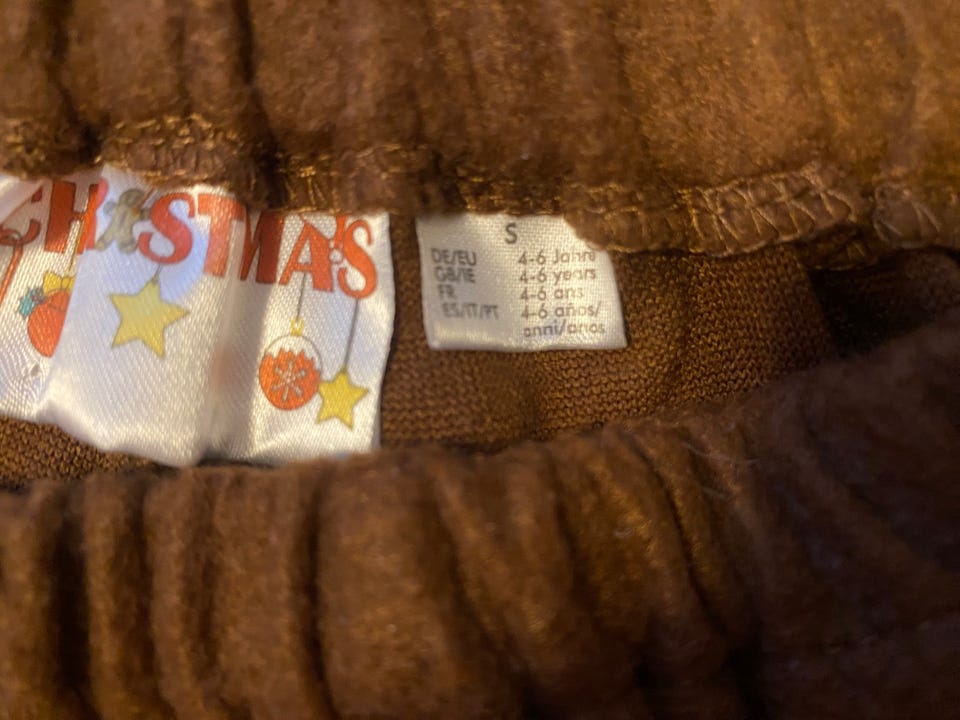 CHRISTMAS
S
DE/EU 4-6 Jahre
GB/IE 4-6 years
FR 4-6 ans
ES/IT/PT 4-6 años/
anni/anos